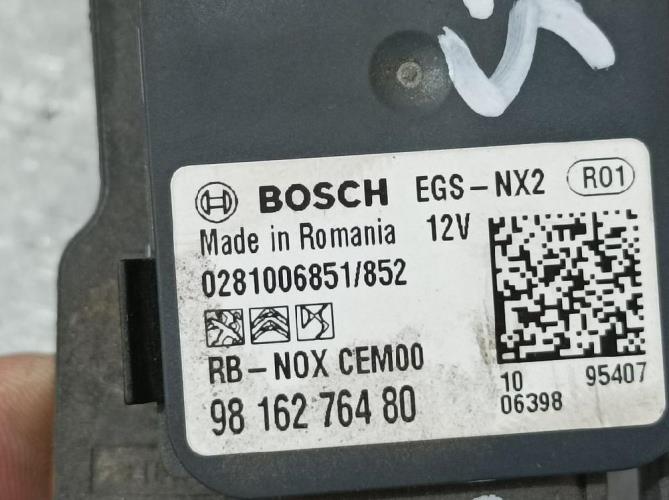 BOSCH EGS-NX2 R01
Made in Romania 12V
0281006851/852
RB-NOX CEM00
98 162 764 80
10 95407
06398